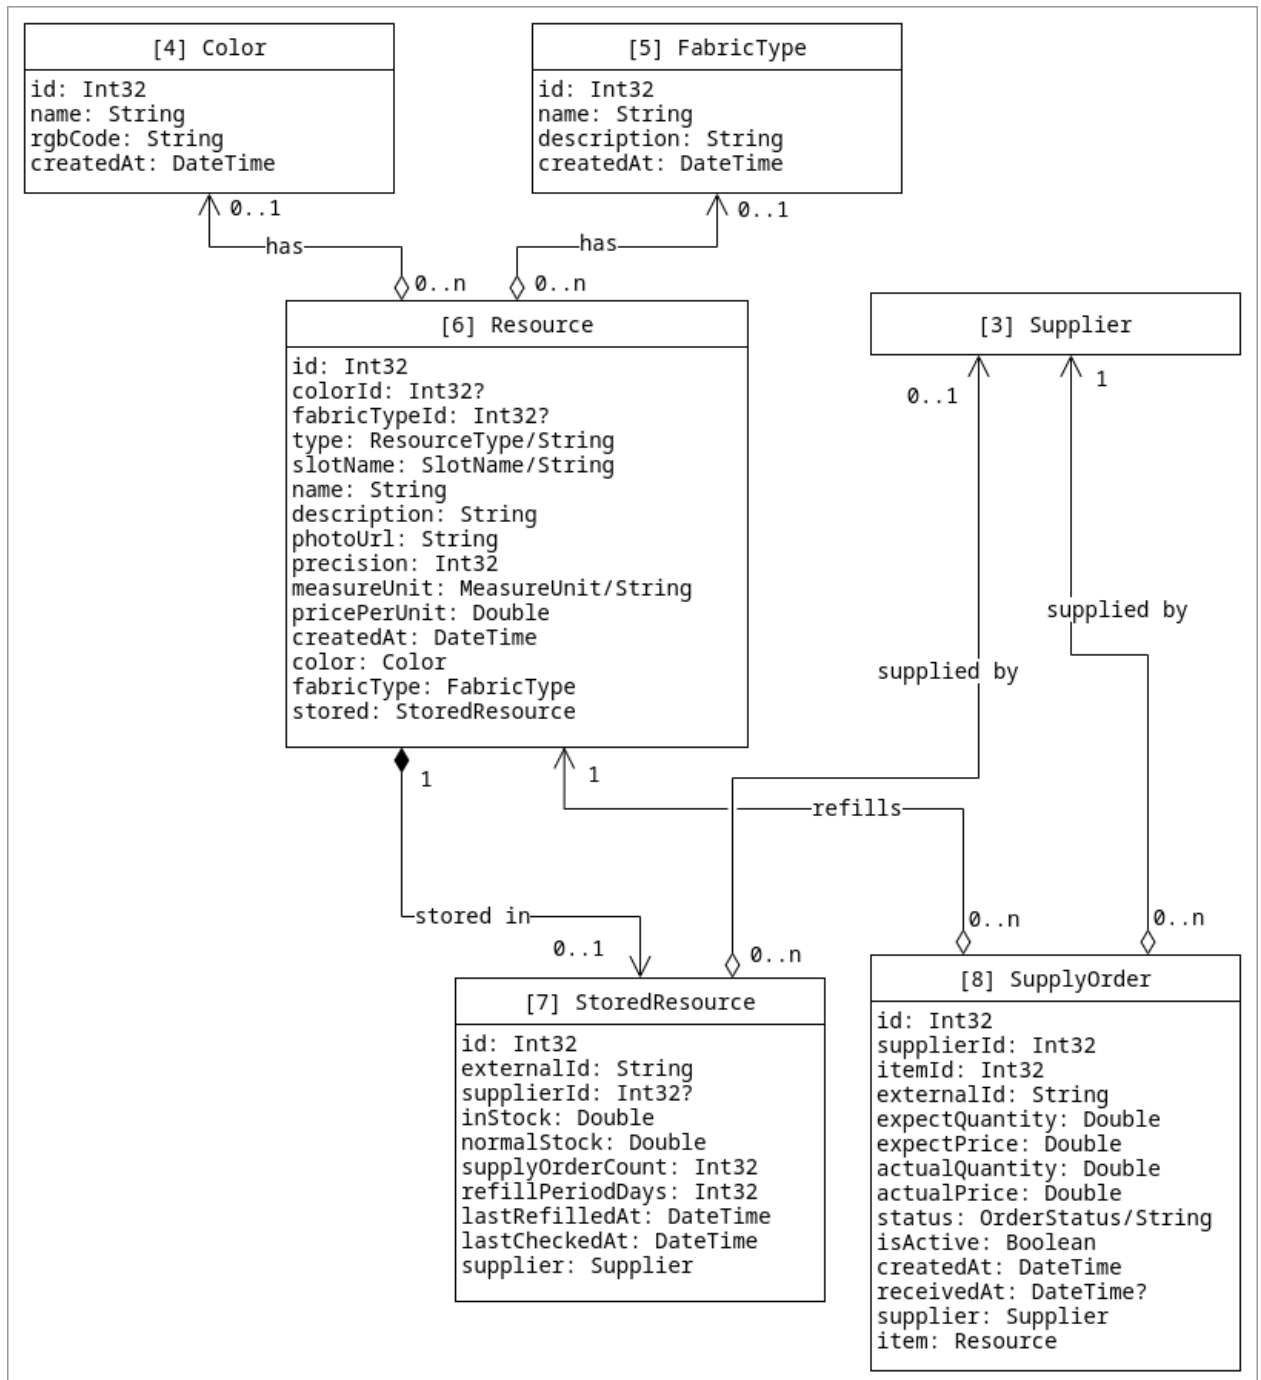 [4] Color
id: Int32
name: String
rgbCode: String
createdAt: DateTime
[5] FabricType
id: Int32
name: String
description: String
createdAt: DateTime
0..1
0..1
has
has
0..n
0..n
[6] Resource
id: Int32
colorId: Int32?
fabricTypeId: Int32?
type: ResourceType/String
slotName: SlotName/String
name: String
description: String
photoUrl: String
precision: Int32
measureUnit: MeasureUnit/String
pricePerUnit: Double
createdAt: DateTime
color: Color
fabricType: FabricType
stored: StoredResource
[3] Supplier
0..1
1
supplied by
supplied by
1
1
refills
stored in
0..1
0..n
0..n
0..n
[7] StoredResource
id: Int32
externalId: String
supplierId: Int32?
inStock: Double
normalStock: Double
supplyOrderCount: Int32
refillPeriodDays: Int32
lastRefilledAt: DateTime
lastCheckedAt: DateTime
supplier: Supplier
[8] SupplyOrder
id: Int32
supplierId: Int32
itemId: Int32
externalId: String
expectQuantity: Double
expectPrice: Double
actualQuantity: Double
actualPrice: Double
status: OrderStatus/String
isActive: Boolean
createdAt: DateTime
receivedAt: DateTime?
supplier: Supplier
item: Resource